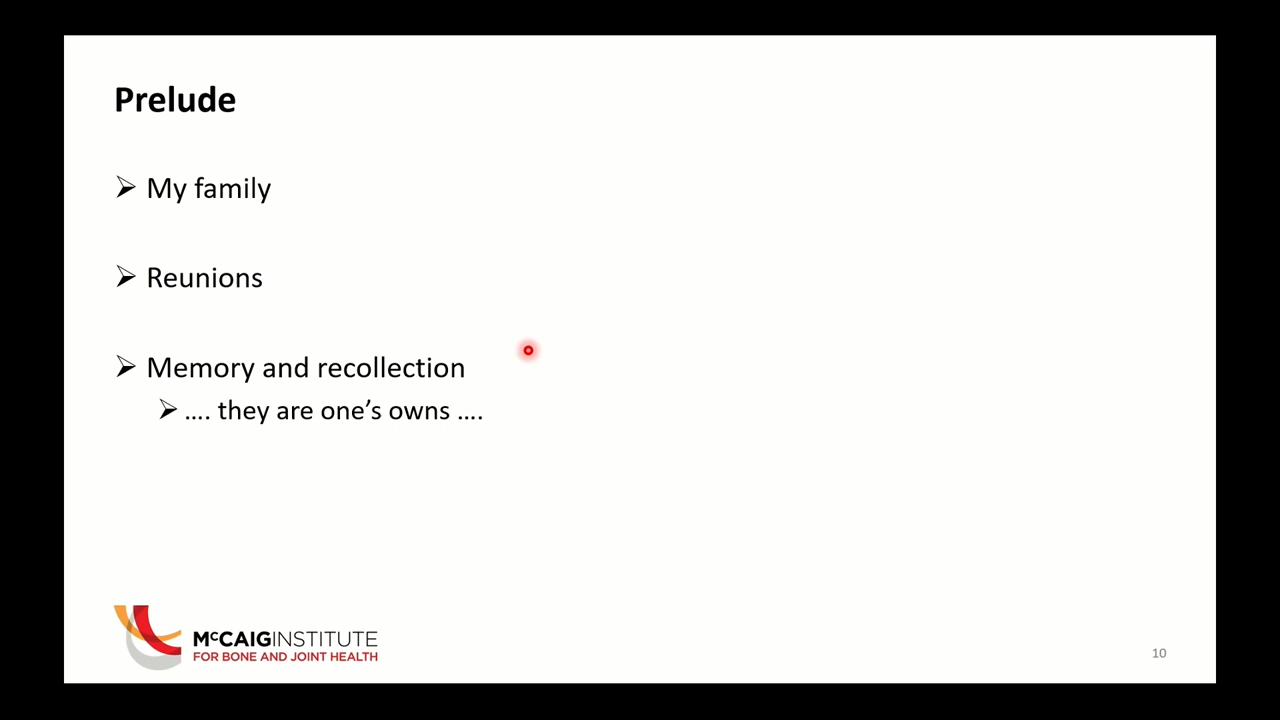 Prelude
➢ My family
➢ Reunions
➢ Memory and recollection
➢ …. they are one’s owns ….
McCAIGINSTITUTE
FOR BONE AND JOINT HEALTH
10